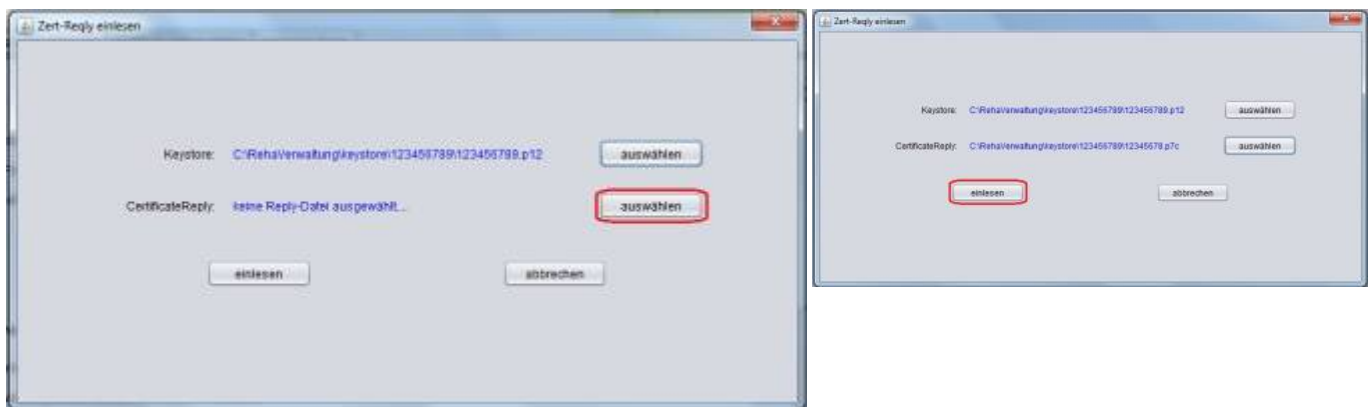 Zert-Reqly einlesen
Keystore: C:\RehaVerwaltung\keystore\123456789\123456789.p12 auswählen
CertificateReply: keine Reply-Datei ausgewählt... auswählen
einlesen abbrechen
Zert-Reqly einlesen
Keystore: C:\RehaVerwaltung\keystore\123456789\123456789.p12 auswählen
CertificateReply: C:\RehaVerwaltung\keystore\123456789\12345678.p7c auswählen
einlesen abbrechen